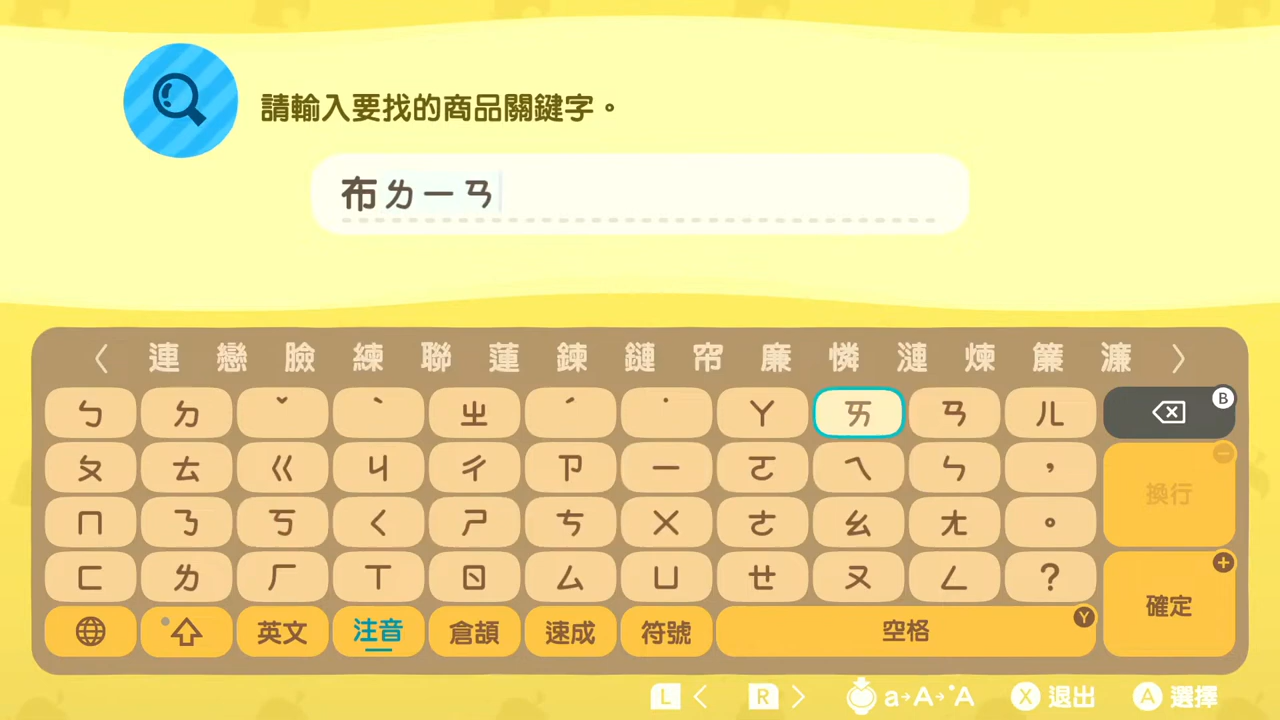 請輸入要找的商品關鍵字。
布ㄌㄧㄢ
〈 連 戀 臉 練 聯 蓮 鍊 鏈 帘 廉 憐 漣 煉 簾 濂 〉
ㄅ ㄉ ˇ ˋ ㄓ ˊ ˙ ㄚ ㄞ ㄢ ㄦ B
ㄆ ㄊ ㄍ ㄐ ㄔ ㄗ ㄧ ㄛ ㄟ ㄣ , 換行 −
ㄇ ㄋ ㄎ ㄑ ㄕ ㄘ ㄨ ㄜ ㄠ ㄤ 。
ㄈ ㄌ ㄏ ㄒ ㄖ ㄙ ㄩ ㄝ ㄡ ㄥ ? 確定 +
英文 注音 倉頡 速成 符號 空格 Y
L 〈 R 〉 a→A→•A X 退出 A 選擇